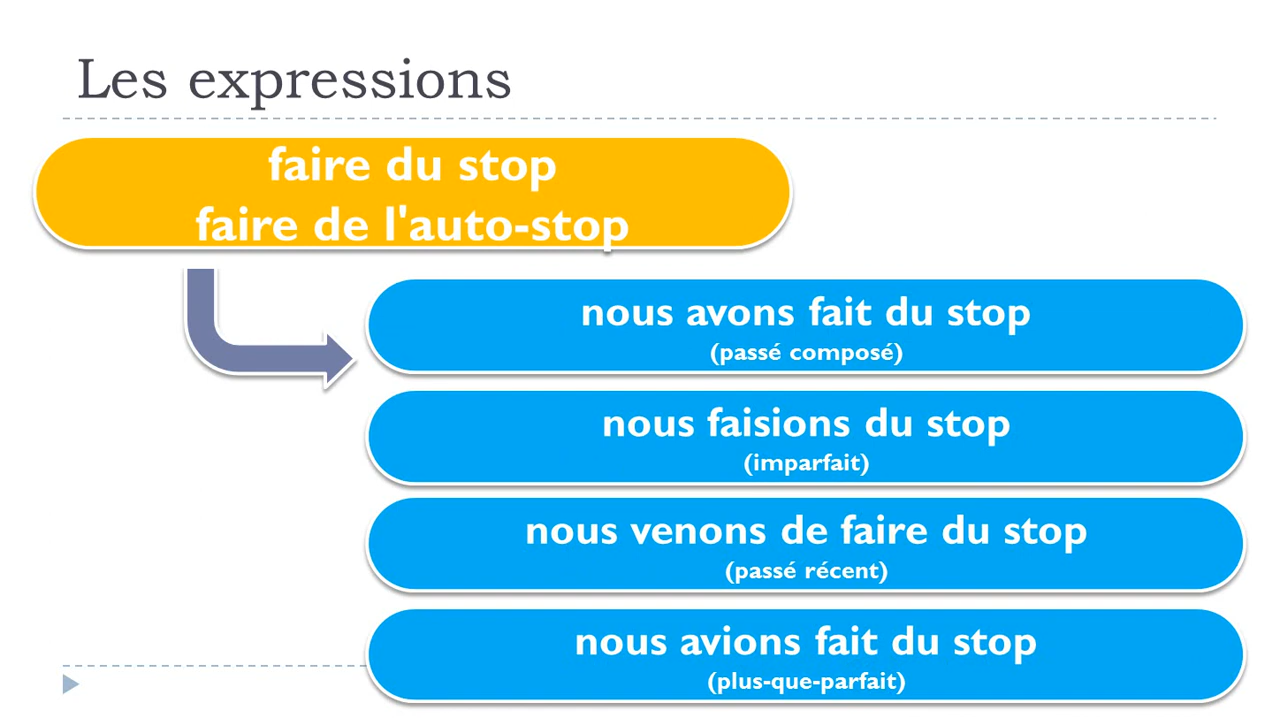 Les expressions
faire du stop
faire de l'auto-stop
nous avons fait du stop
(passé composé)
nous faisions du stop
(imparfait)
nous venons de faire du stop
(passé récent)
nous avions fait du stop
(plus-que-parfait)